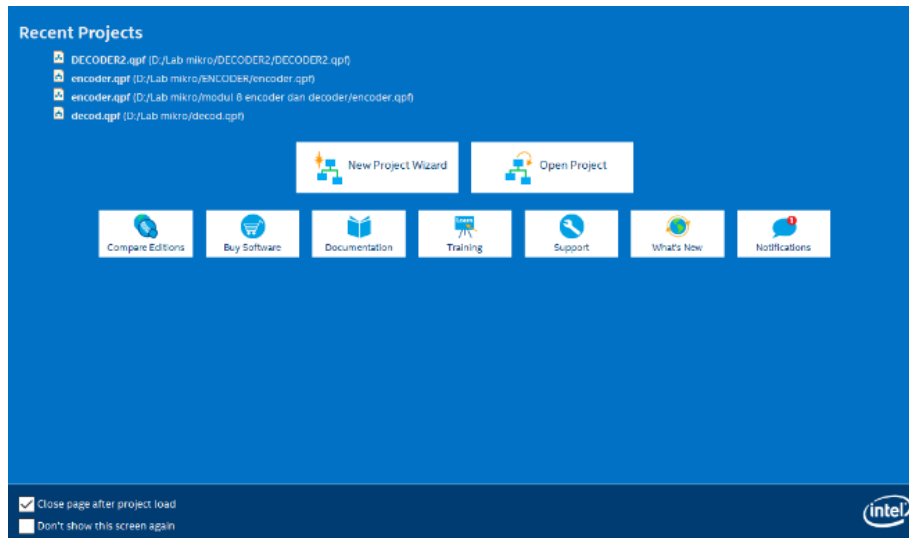 Recent Projects
DECODER2.qpf (D:/Lab mikro/DECODER2/DECODER2.qpf)
encoder.qpf (D:/Lab mikro/ENCODER/encoder.qpf)
encoder.qpf (D:/Lab mikro/modul 8 encoder dan decoder/encoder.qpf)
decod.qpf (D:/Lab mikro/decod.qpf)
New Project Wizard
Open Project
Learn
1
Compare Editions
Buy Software
Documentation
Training
Support
What's New
Notifications
Close page after project load
Don't show this screen again
intel